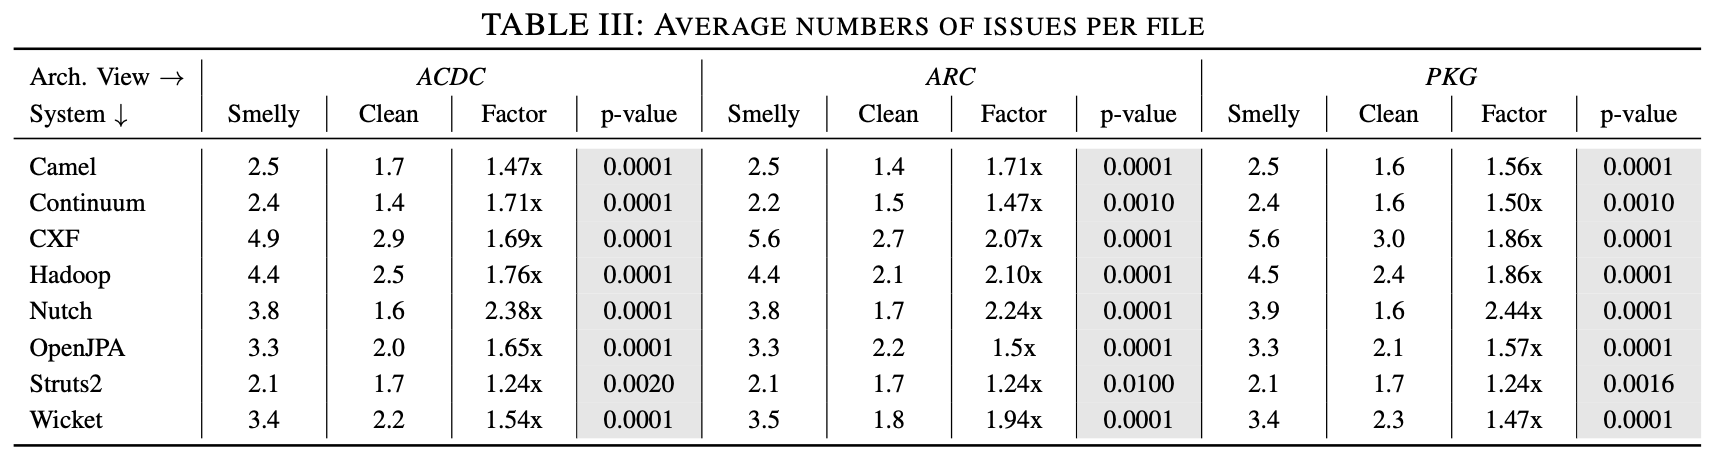 TABLE III: AVERAGE NUMBERS OF ISSUES PER FILE
Arch. View → ACDC ARC PKG
System ↓ Smelly Clean Factor p-value Smelly Clean Factor p-value Smelly Clean Factor p-value
Camel 2.5 1.7 1.47x 0.0001 2.5 1.4 1.71x 0.0001 2.5 1.6 1.56x 0.0001
Continuum 2.4 1.4 1.71x 0.0001 2.2 1.5 1.47x 0.0010 2.4 1.6 1.50x 0.0010
CXF 4.9 2.9 1.69x 0.0001 5.6 2.7 2.07x 0.0001 5.6 3.0 1.86x 0.0001
Hadoop 4.4 2.5 1.76x 0.0001 4.4 2.1 2.10x 0.0001 4.5 2.4 1.86x 0.0001
Nutch 3.8 1.6 2.38x 0.0001 3.8 1.7 2.24x 0.0001 3.9 1.6 2.44x 0.0001
OpenJPA 3.3 2.0 1.65x 0.0001 3.3 2.2 1.5x 0.0001 3.3 2.1 1.57x 0.0001
Struts2 2.1 1.7 1.24x 0.0020 2.1 1.7 1.24x 0.0100 2.1 1.7 1.24x 0.0016
Wicket 3.4 2.2 1.54x 0.0001 3.5 1.8 1.94x 0.0001 3.4 2.3 1.47x 0.0001